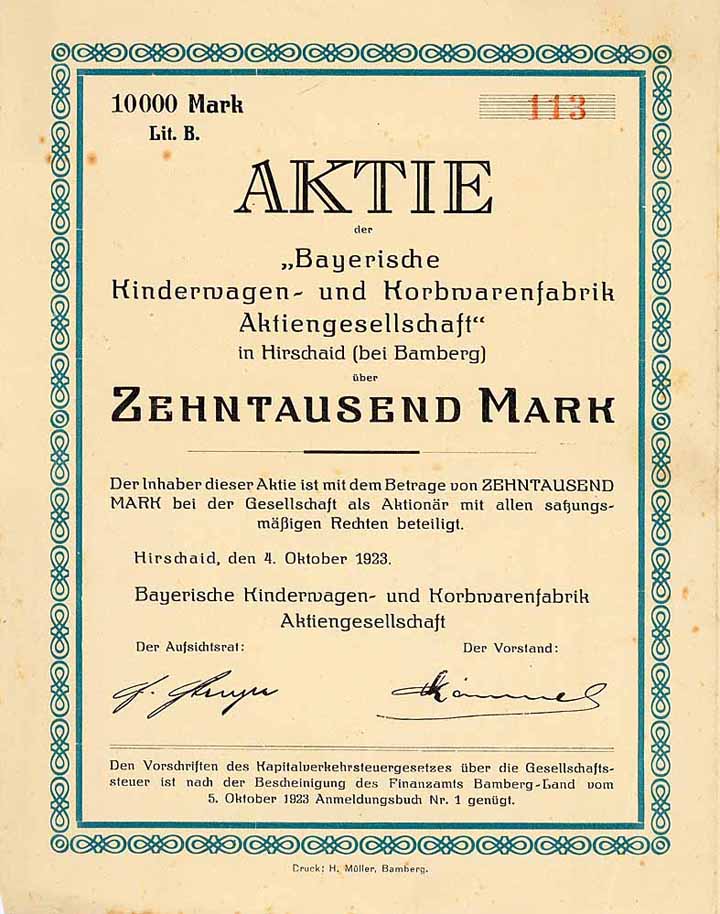 10000 Mark
113
Lit. B.
AKTIE
der
„Bayerische
Kinderwagen- und Korbwarenfabrik
Aktiengesellschaft“
in Hirschaid (bei Bamberg)
über
ZEHNTAUSEND MARK
Der Inhaber dieser Aktie ist mit dem Betrage von ZEHNTAUSEND
MARK bei der Gesellschaft als Aktionär mit allen satzungs-
mäßigen Rechten beteiligt.
Hirschaid, den 4. Oktober 1923.
Bayerische Kinderwagen- und Korbwarenfabrik
Aktiengesellschaft
Der Aufsichtsrat:
Der Vorstand:
Den Vorschriften des Kapitalverkehrsteuergesetzes über die Gesellschafts-
steuer ist nach der Bescheinigung des Finanzamts Bamberg-Land vom
5. Oktober 1923 Anmeldungsbuch Nr. 1 genügt.
Druck: H. Müller, Bamberg.